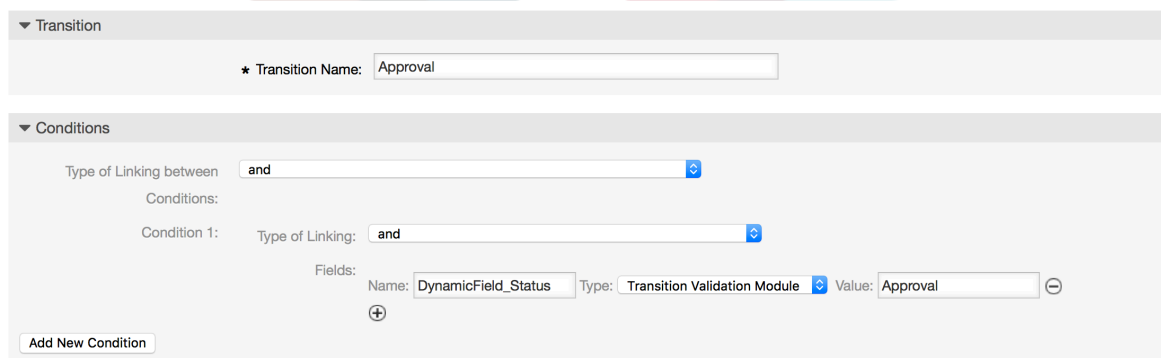 Transition
* Transition Name: Approval
Conditions
Type of Linking between Conditions: and
Condition 1: Type of Linking: and
Fields:
Name: DynamicField_Status Type: Transition Validation Module Value: Approval
Add New Condition